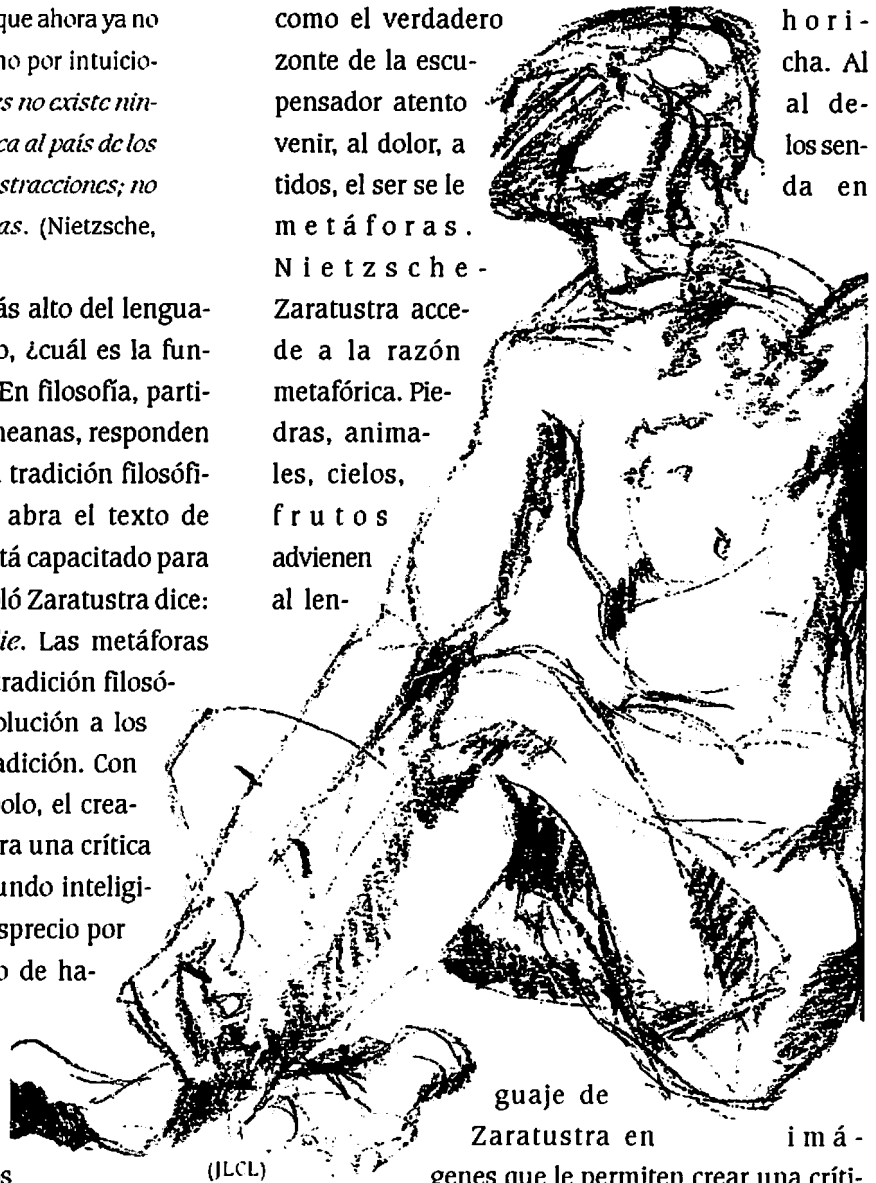 que ahora ya no
no por intuicio-
s no existe nin-
ca al país de los
stracciones; no
as. (Nietzsche,
ás alto del lengua-
o, ¿cuál es la fun-
En filosofía, parti-
heanas, responden
tradición filosófi-
abra el texto de
tá capacitado para
ló Zaratustra dice:
ie. Las metáforas
tradición filosó-
olución a los
adición. Con
olo, el crea-
ra una crítica
undo inteligi-
sprecio por
o de ha-
s
como el verdadero hori-
zonte de la escu- cha. Al
pensador atento al de-
venir, al dolor, a los sen-
tidos, el ser se le da en
metáforas.
Nietzsche-
Zaratustra acce-
de a la razón
metafórica. Pie-
dras, anima-
les, cielos,
frutos
advienen
al len-
guaje de
Zaratustra en imá-
genes que le permiten crear una críti-
(JLCL)